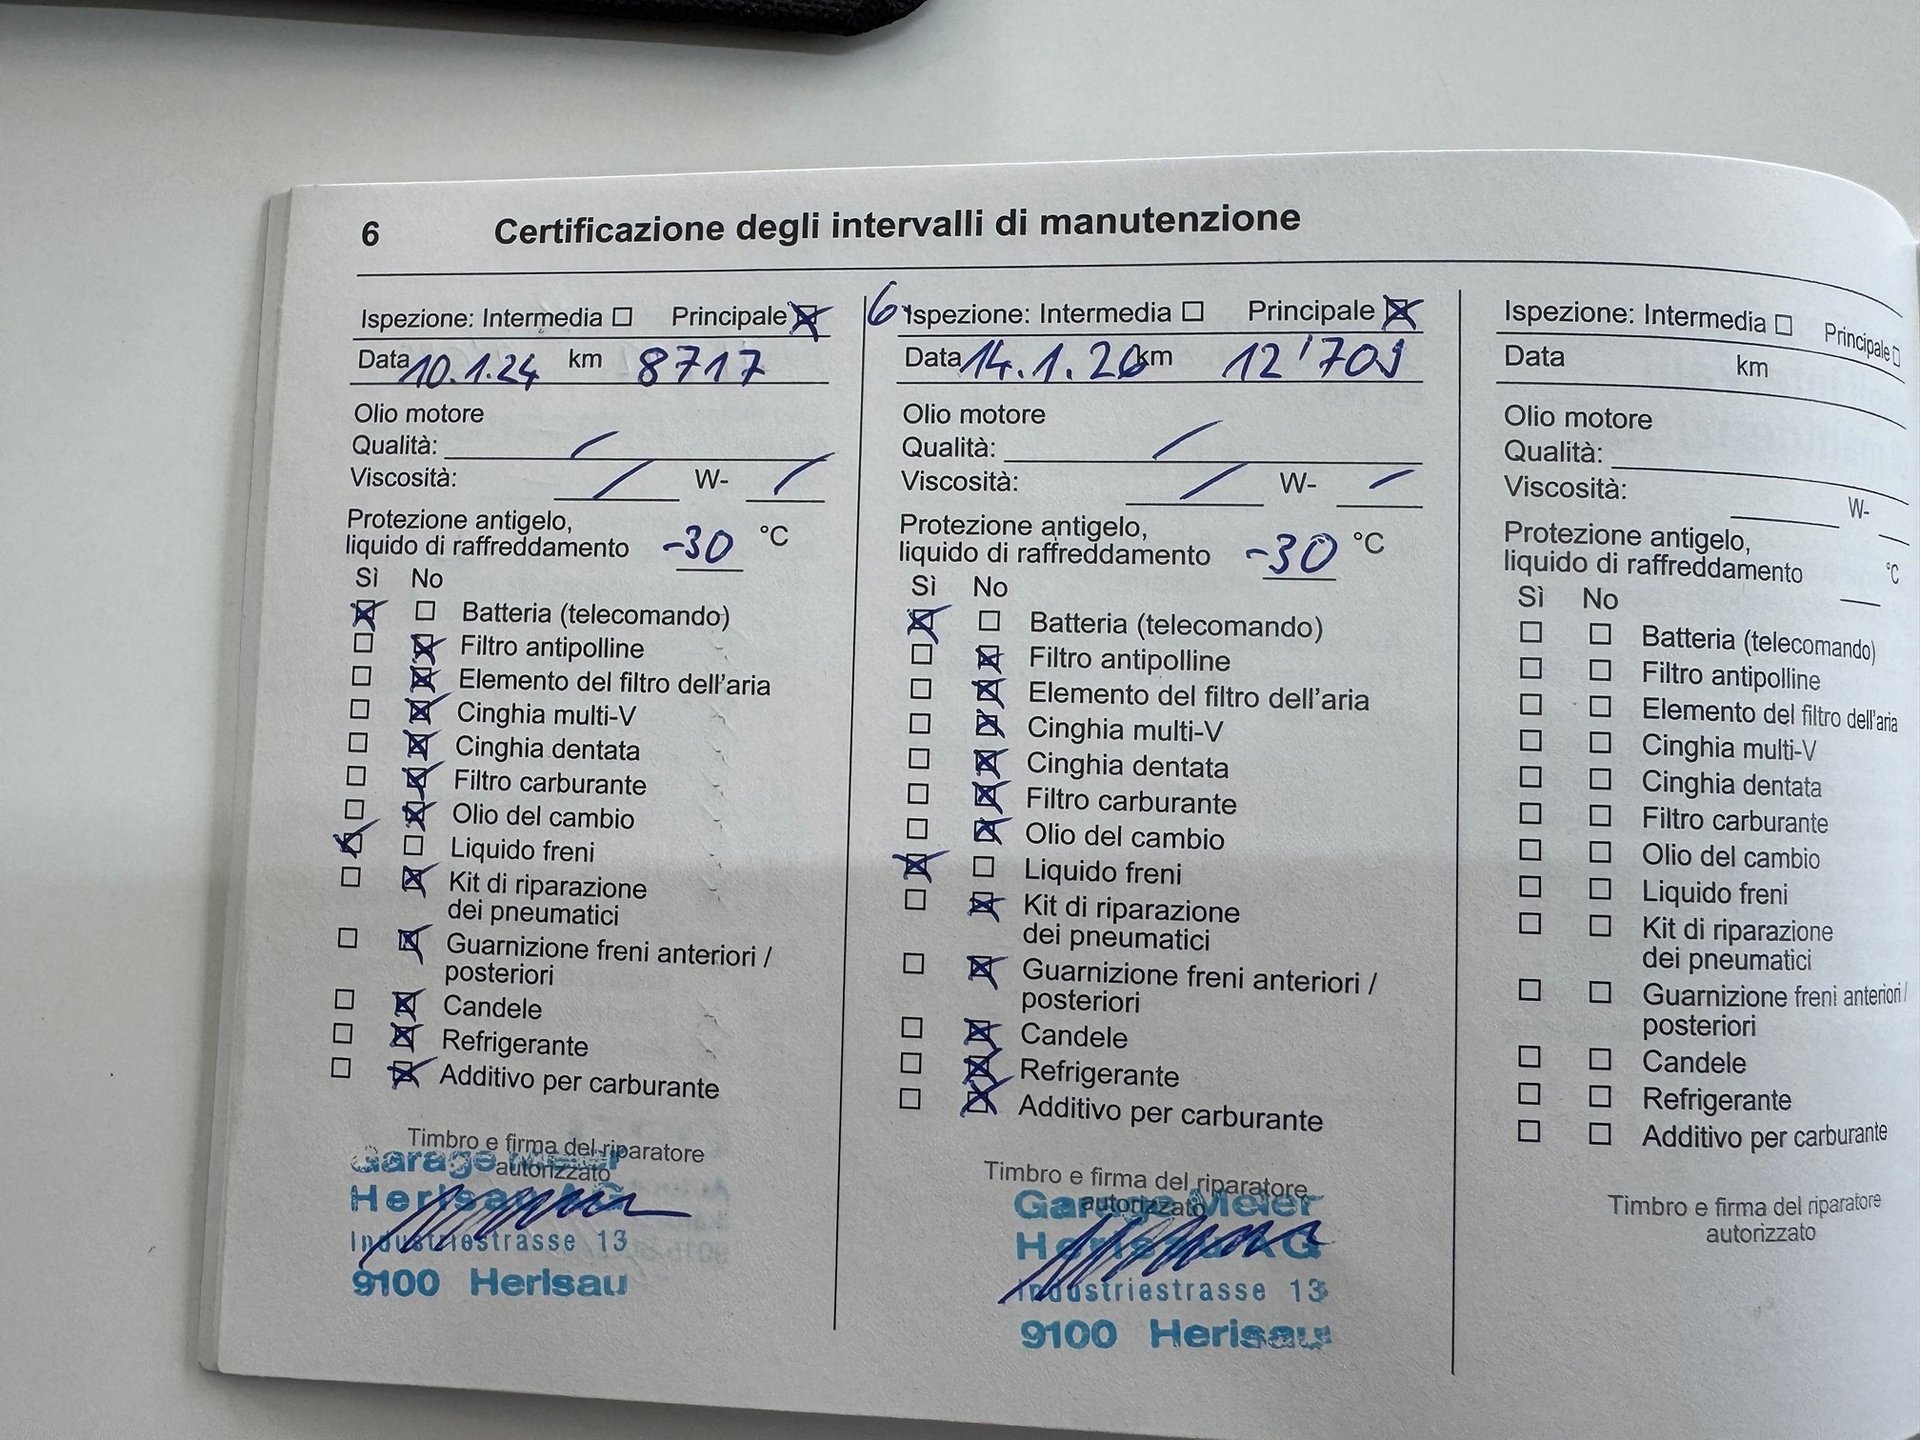 6 Certificazione degli intervalli di manutenzione
Ispezione: Intermedia ☐ Principale ☒
Data 10.1.24 km 8717
Olio motore
Qualità: /
Viscosità: / W- /
Protezione antigelo,
liquido di raffreddamento -30 °C
Sì No
☒ ☐ Batteria (telecomando)
☐ ☒ Filtro antipolline
☐ ☒ Elemento del filtro dell'aria
☐ ☒ Cinghia multi-V
☐ ☒ Cinghia dentata
☐ ☒ Filtro carburante
☐ ☒ Olio del cambio
☒ ☐ Liquido freni
☐ ☒ Kit di riparazione
dei pneumatici
☐ ☒ Guarnizione freni anteriori /
posteriori
☐ ☒ Candele
☐ ☒ Refrigerante
☐ ☒ Additivo per carburante
Timbro e firma del riparatore
autorizzato
Garage Meier
Herisau AG
Industriestrasse 13
9100 Herisau
6. Ispezione: Intermedia ☐ Principale ☒
Data 14.1.26 km 12'709
Olio motore
Qualità: /
Viscosità: / W- /
Protezione antigelo,
liquido di raffreddamento -30 °C
Sì No
☒ ☐ Batteria (telecomando)
☐ ☒ Filtro antipolline
☐ ☒ Elemento del filtro dell'aria
☐ ☒ Cinghia multi-V
☐ ☒ Cinghia dentata
☐ ☒ Filtro carburante
☐ ☒ Olio del cambio
☒ ☐ Liquido freni
☐ ☒ Kit di riparazione
dei pneumatici
☐ ☒ Guarnizione freni anteriori /
posteriori
☐ ☒ Candele
☐ ☒ Refrigerante
☐ ☒ Additivo per carburante
Timbro e firma del riparatore
autorizzato
Garage Meier
Herisau AG
Industriestrasse 13
9100 Herisau
Ispezione: Intermedia ☐ Principale ☐
Data km
Olio motore
Qualità:
Viscosità: W-
Protezione antigelo,
liquido di raffreddamento °C
Sì No
☐ ☐ Batteria (telecomando)
☐ ☐ Filtro antipolline
☐ ☐ Elemento del filtro dell'aria
☐ ☐ Cinghia multi-V
☐ ☐ Cinghia dentata
☐ ☐ Filtro carburante
☐ ☐ Olio del cambio
☐ ☐ Liquido freni
☐ ☐ Kit di riparazione
dei pneumatici
☐ ☐ Guarnizione freni anteriori /
posteriori
☐ ☐ Candele
☐ ☐ Refrigerante
☐ ☐ Additivo per carburante
Timbro e firma del riparatore
autorizzato